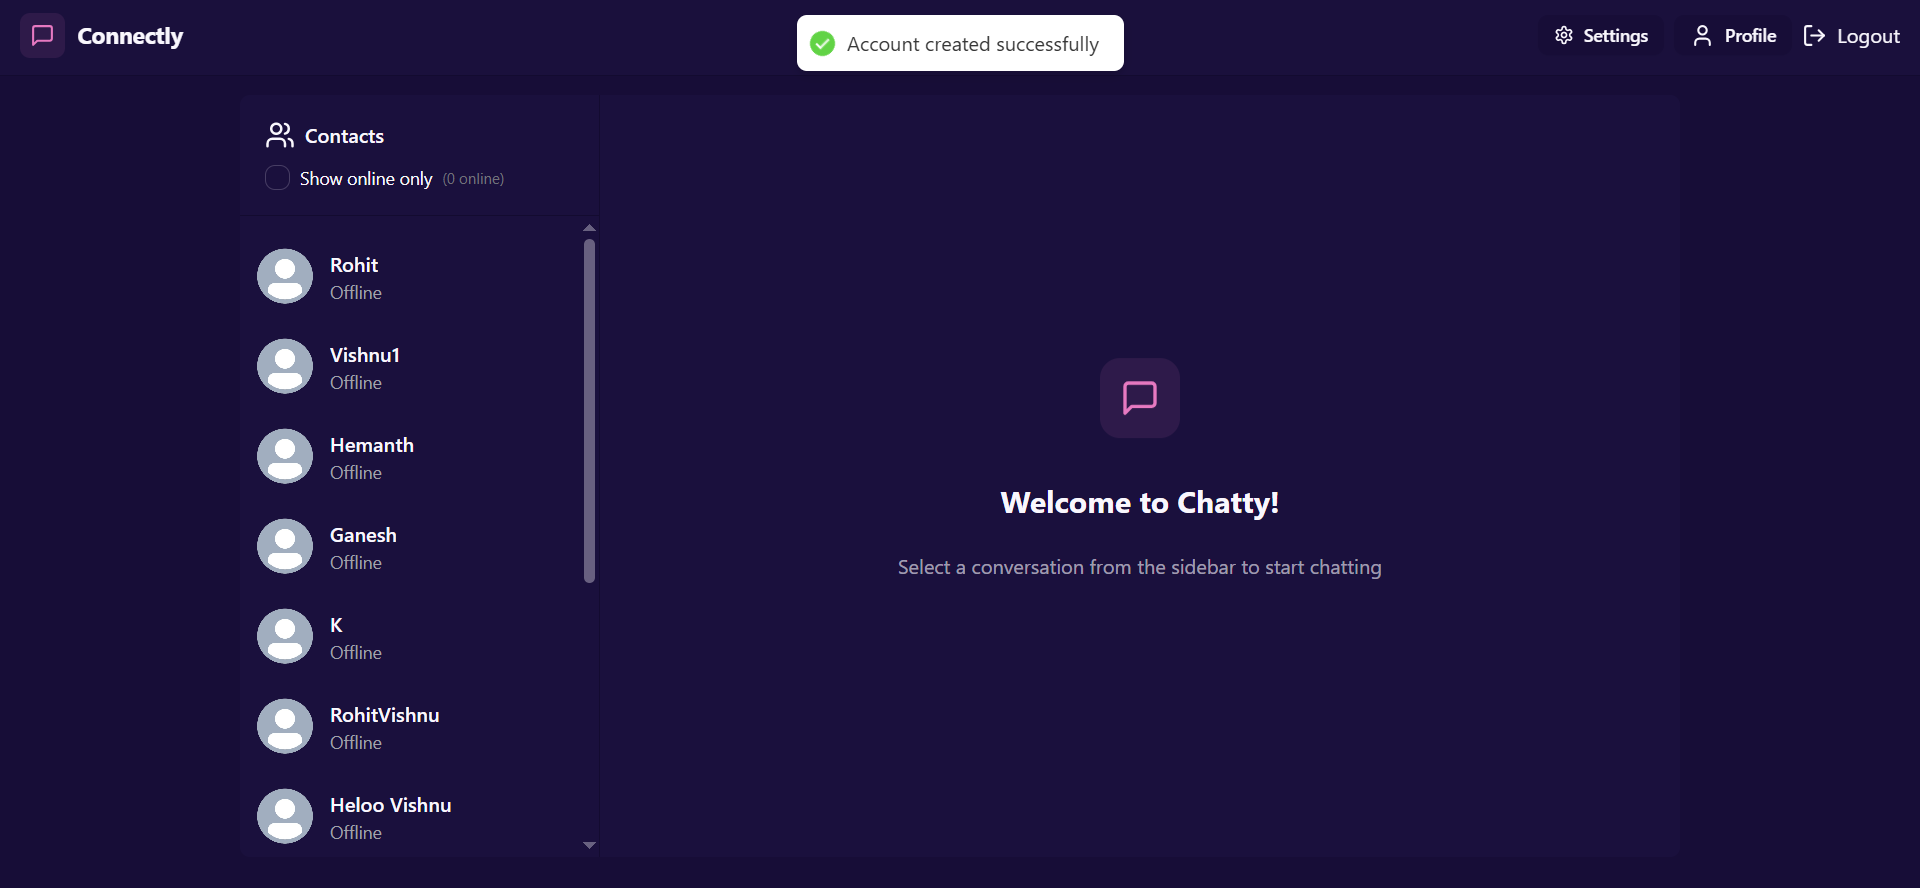 Connectly
Account created successfully
Settings
Profile
Logout
Contacts
Show online only (0 online)
Rohit
Offline
Vishnu1
Offline
Hemanth
Offline
Ganesh
Offline
K
Offline
RohitVishnu
Offline
Heloo Vishnu
Offline
Welcome to Chatty!
Select a conversation from the sidebar to start chatting